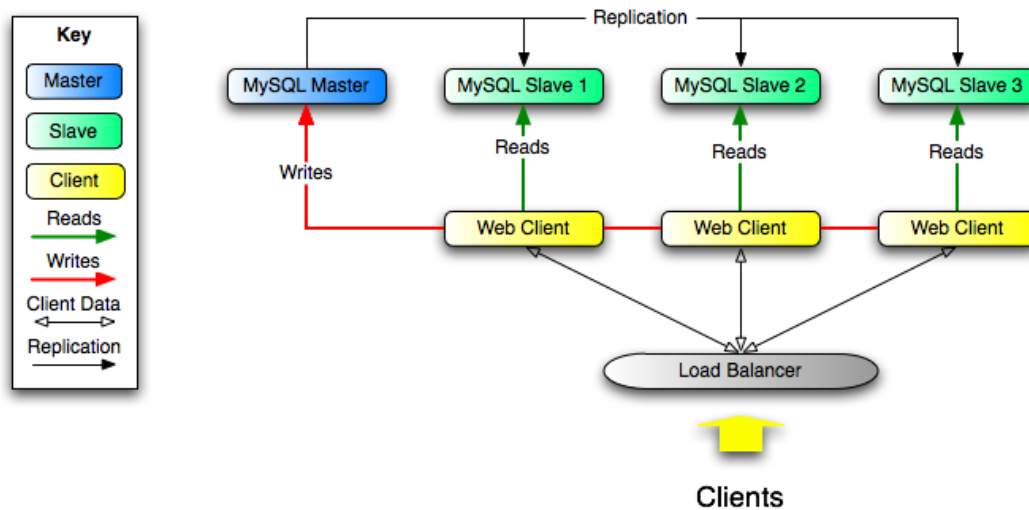 Key
Master
Slave
Client
Reads
Writes
Client Data
Replication
Replication
MySQL Master
MySQL Slave 1
MySQL Slave 2
MySQL Slave 3
Writes
Reads
Reads
Reads
Web Client
Web Client
Web Client
Load Balancer
Clients